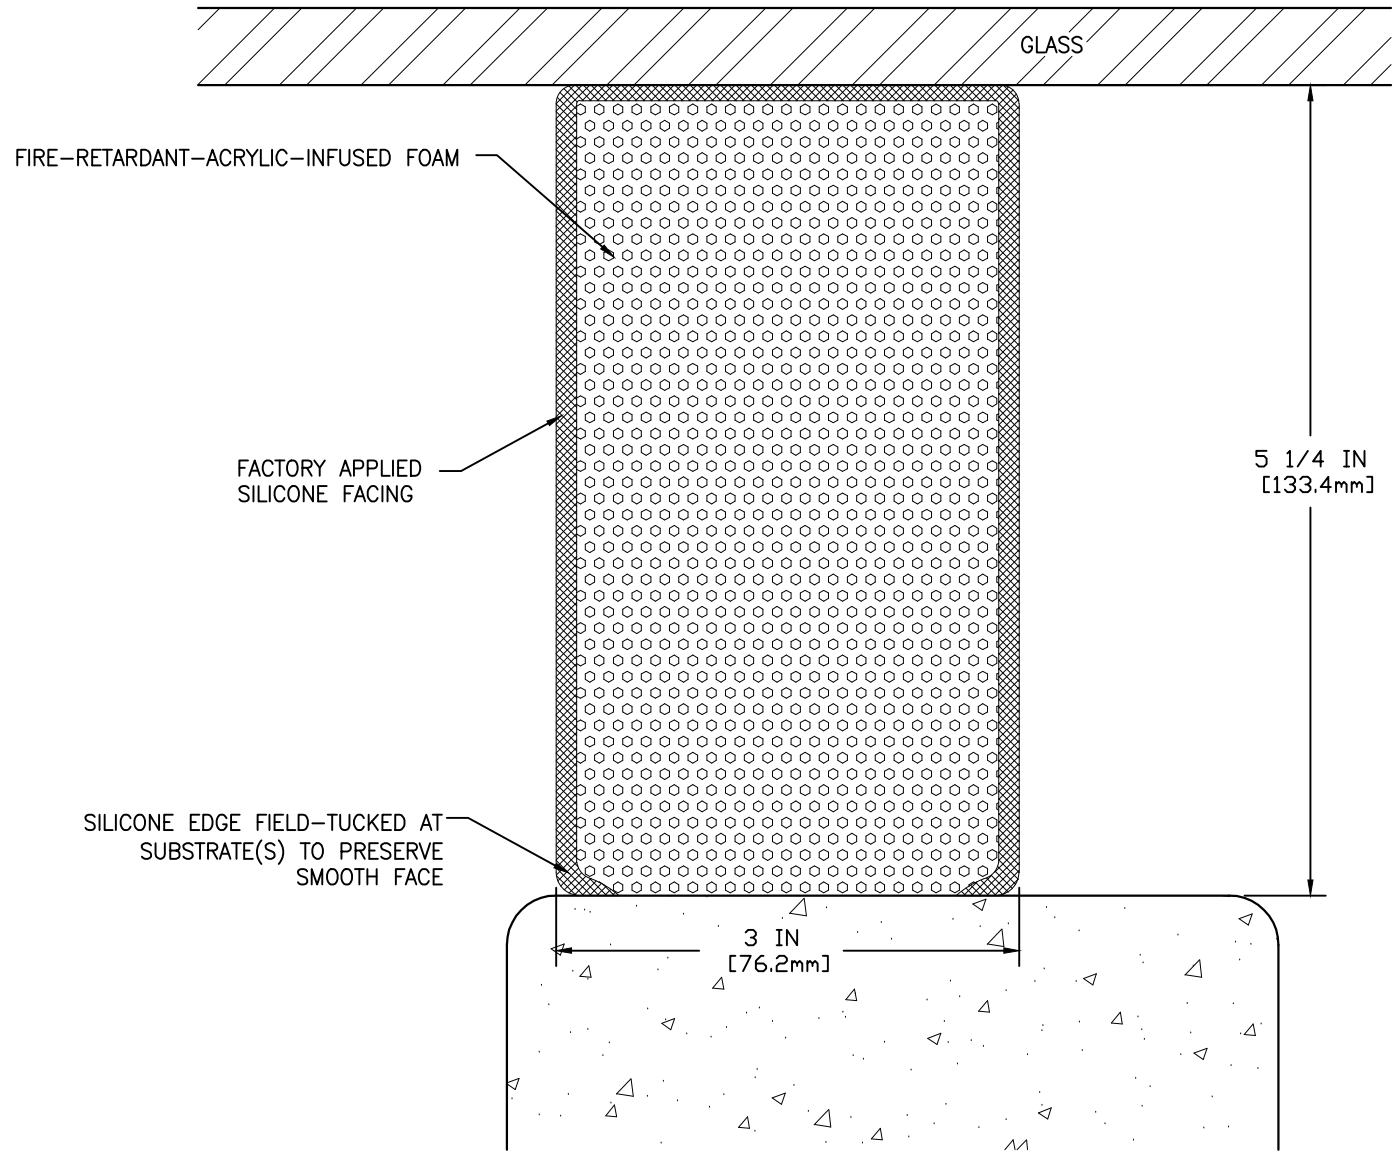 GLASS
FIRE-RETARDANT-ACRYLIC-INFUSED FOAM
5 1/4 IN
[133.4mm]
FACTORY APPLIED
SILICONE FACING
SILICONE EDGE FIELD-TUCKED AT
SUBSTRATE(S) TO PRESERVE
SMOOTH FACE
3 IN
[76.2mm]